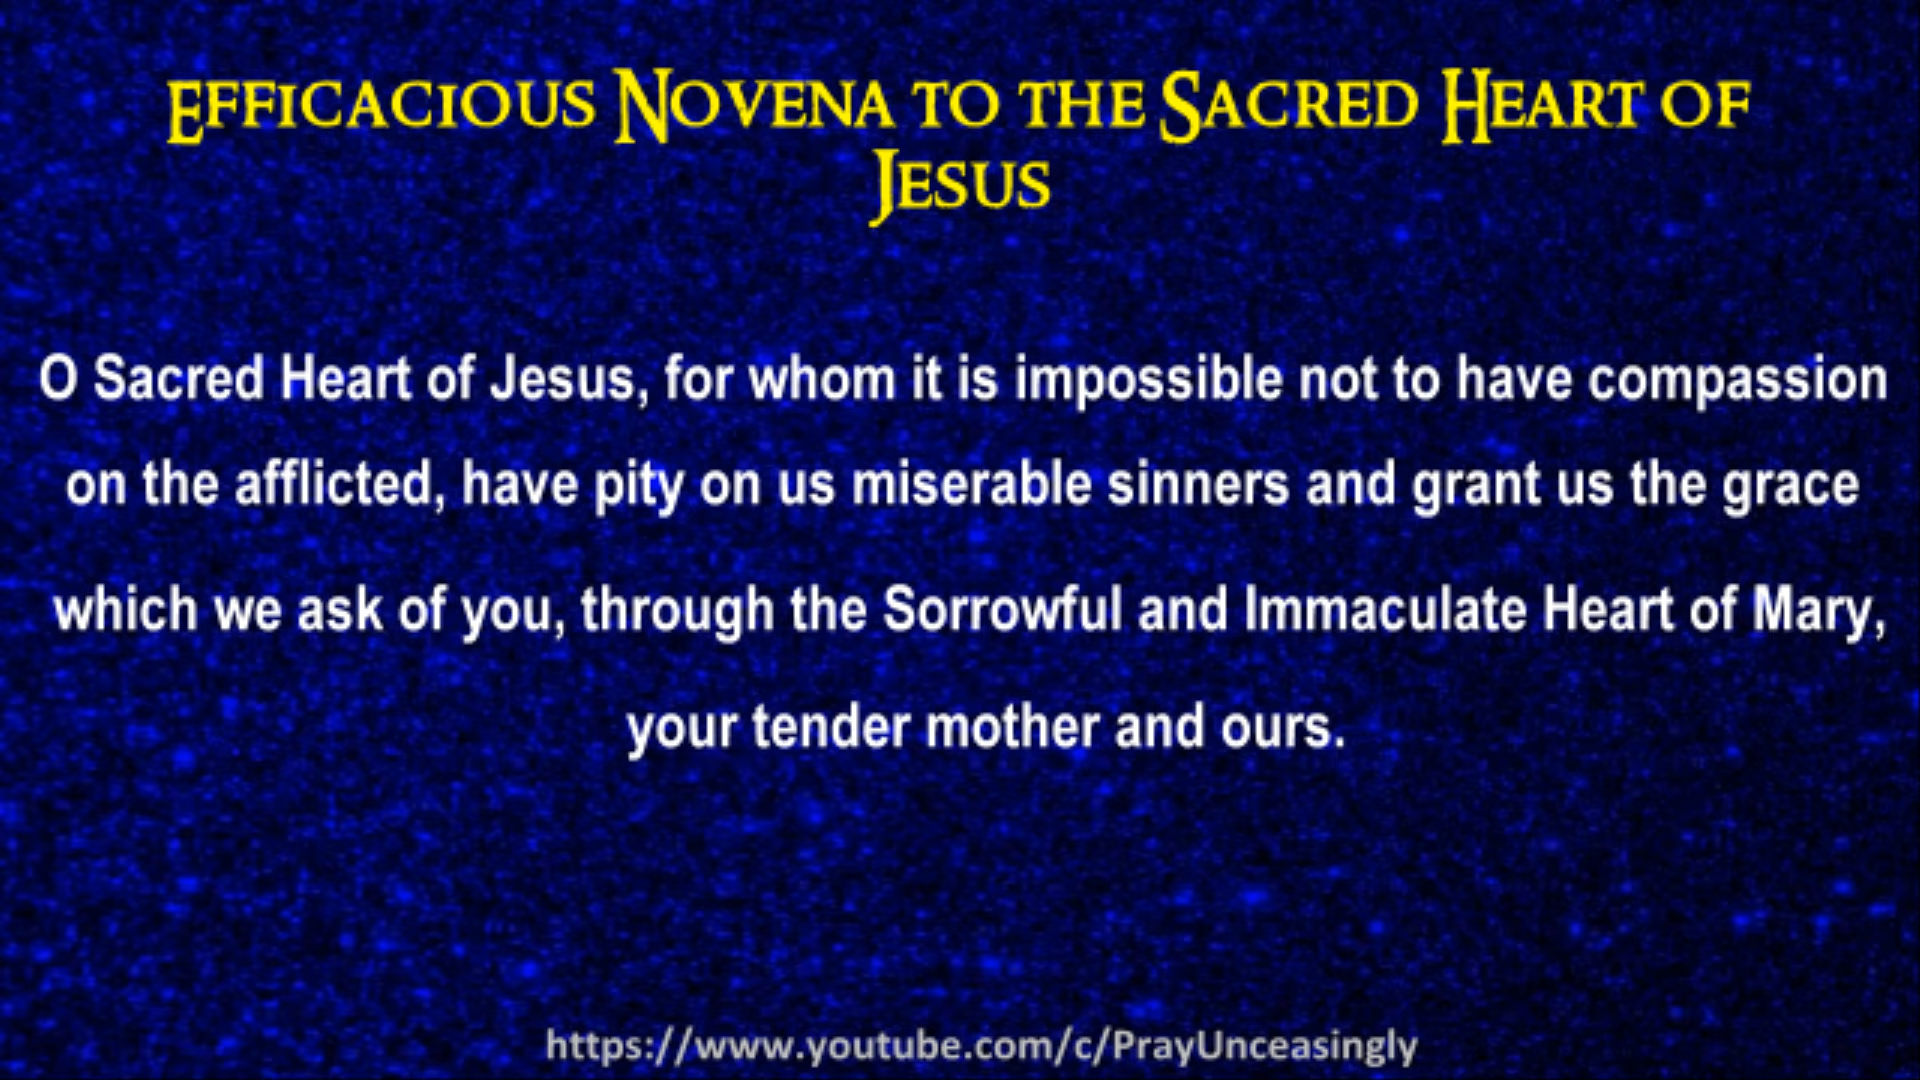 Efficacious Novena to the Sacred Heart of
Jesus
O Sacred Heart of Jesus, for whom it is impossible not to have compassion
on the afflicted, have pity on us miserable sinners and grant us the grace
which we ask of you, through the Sorrowful and Immaculate Heart of Mary,
your tender mother and ours.
https://www.youtube.com/c/PrayUnceasingly